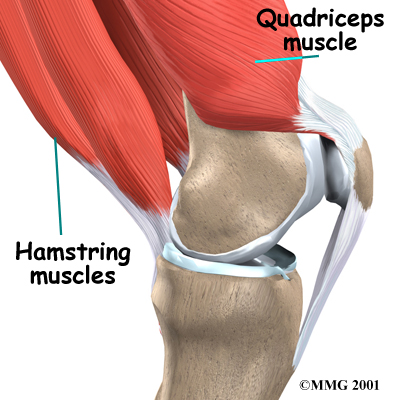 Quadriceps
muscle
Hamstring
muscles
©MMG 2001